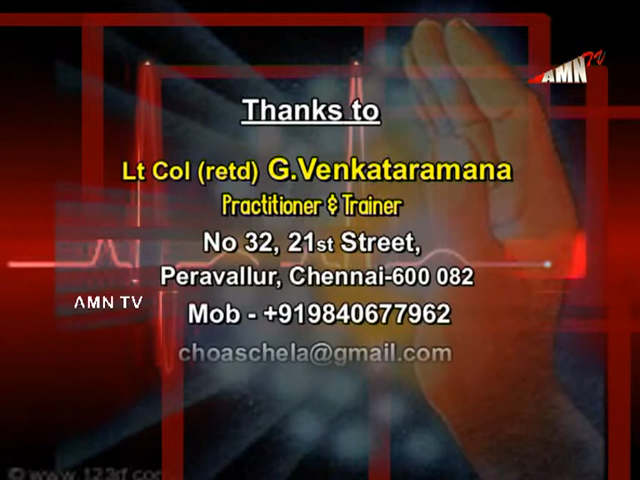 AMN TV
Thanks to
Lt Col (retd) G.Venkataramana
Practitioner & Trainer
No 32, 21st Street,
Peravallur, Chennai-600 082
AMN TV
Mob - +919840677962
choaschela@gmail.com
© www.123rf.com